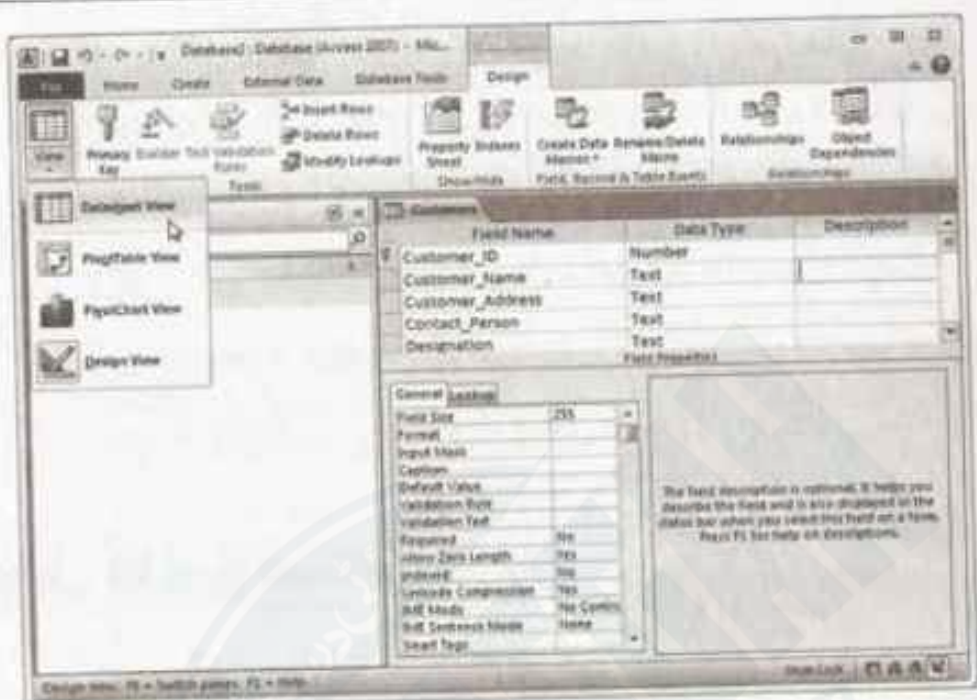 Database2 : Database (Access 2007) - Mic...
File Home Create External Data Database Tools Design
View Primary Key Builder Test Validation Rules Insert Rows Delete Rows Modify Lookups
Tools
Property Sheet Indexes
Show/Hide
Create Data Macros Rename/Delete Macro
Field, Record & Table Events
Relationships Object Dependencies
Relationships
Datasheet View
PivotTable View
PivotChart View
Design View
Customers
Field Name Data Type Description
Customer_ID Number
Customer_Name Text
Customer_Address Text
Contact_Person Text
Designation Text
Field Properties
General Lookup
Field Size 255
Format
Input Mask
Caption
Default Value
Validation Rule
Validation Text
Required No
Allow Zero Length Yes
Indexed No
Unicode Compression Yes
IME Mode No Control
IME Sentence Mode None
Smart Tags
The field description is optional. It helps you
describe the field and is also displayed in the
status bar when you select this field on a form.
Press F1 for help on descriptions.
Design view. F6 = Switch panes. F1 = Help.
Num Lock